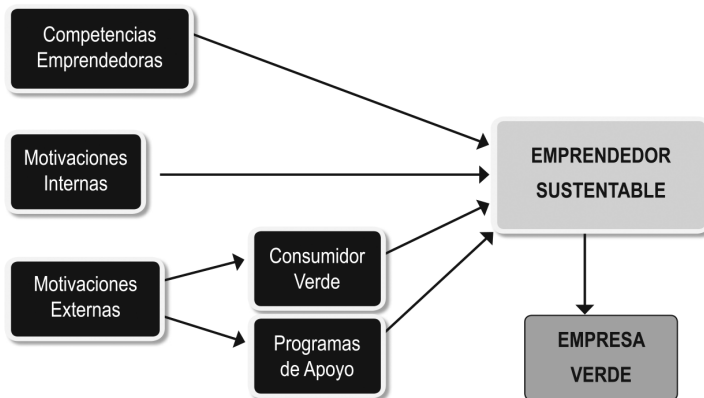 Competencias
Emprendedoras
Motivaciones
Internas
EMPRENDEDOR
SUSTENTABLE
Motivaciones
Externas
Consumidor
Verde
Programas
de Apoyo
EMPRESA
VERDE